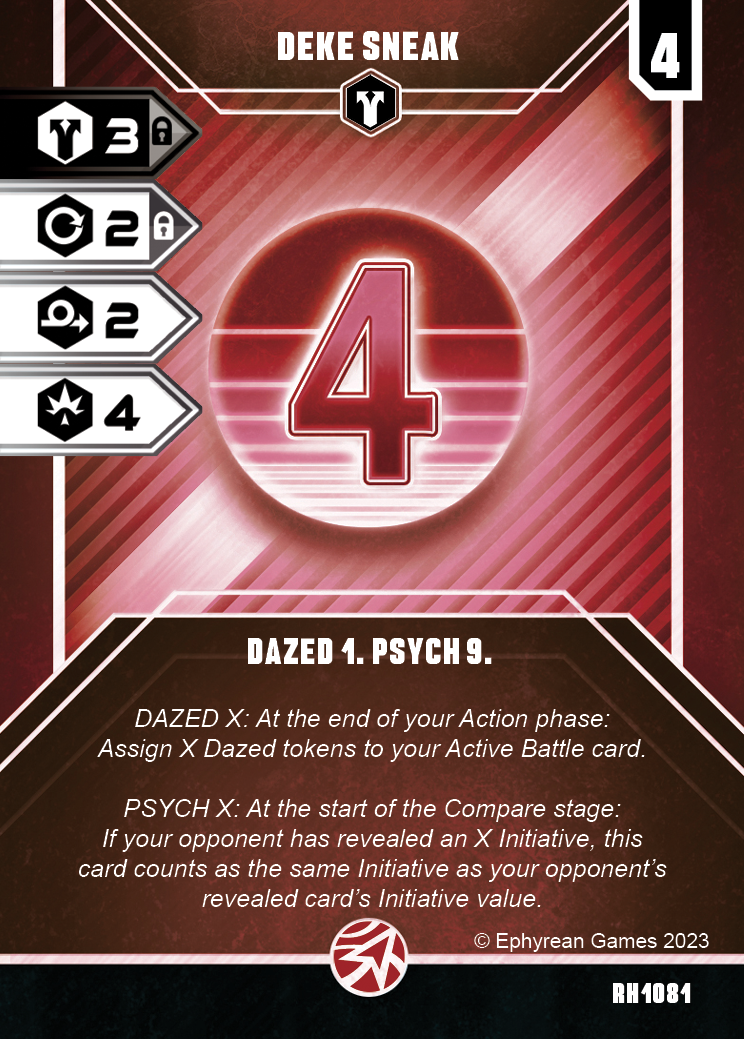 DEKE SNEAK
4
3
2
2
4
4
DAZED 1. PSYCH 9.
DAZED X: At the end of your Action phase:
Assign X Dazed tokens to your Active Battle card.
PSYCH X: At the start of the Compare stage:
If your opponent has revealed an X Initiative, this
card counts as the same Initiative as your opponent's
revealed card's Initiative value.
© Ephyrean Games 2023
RH1081